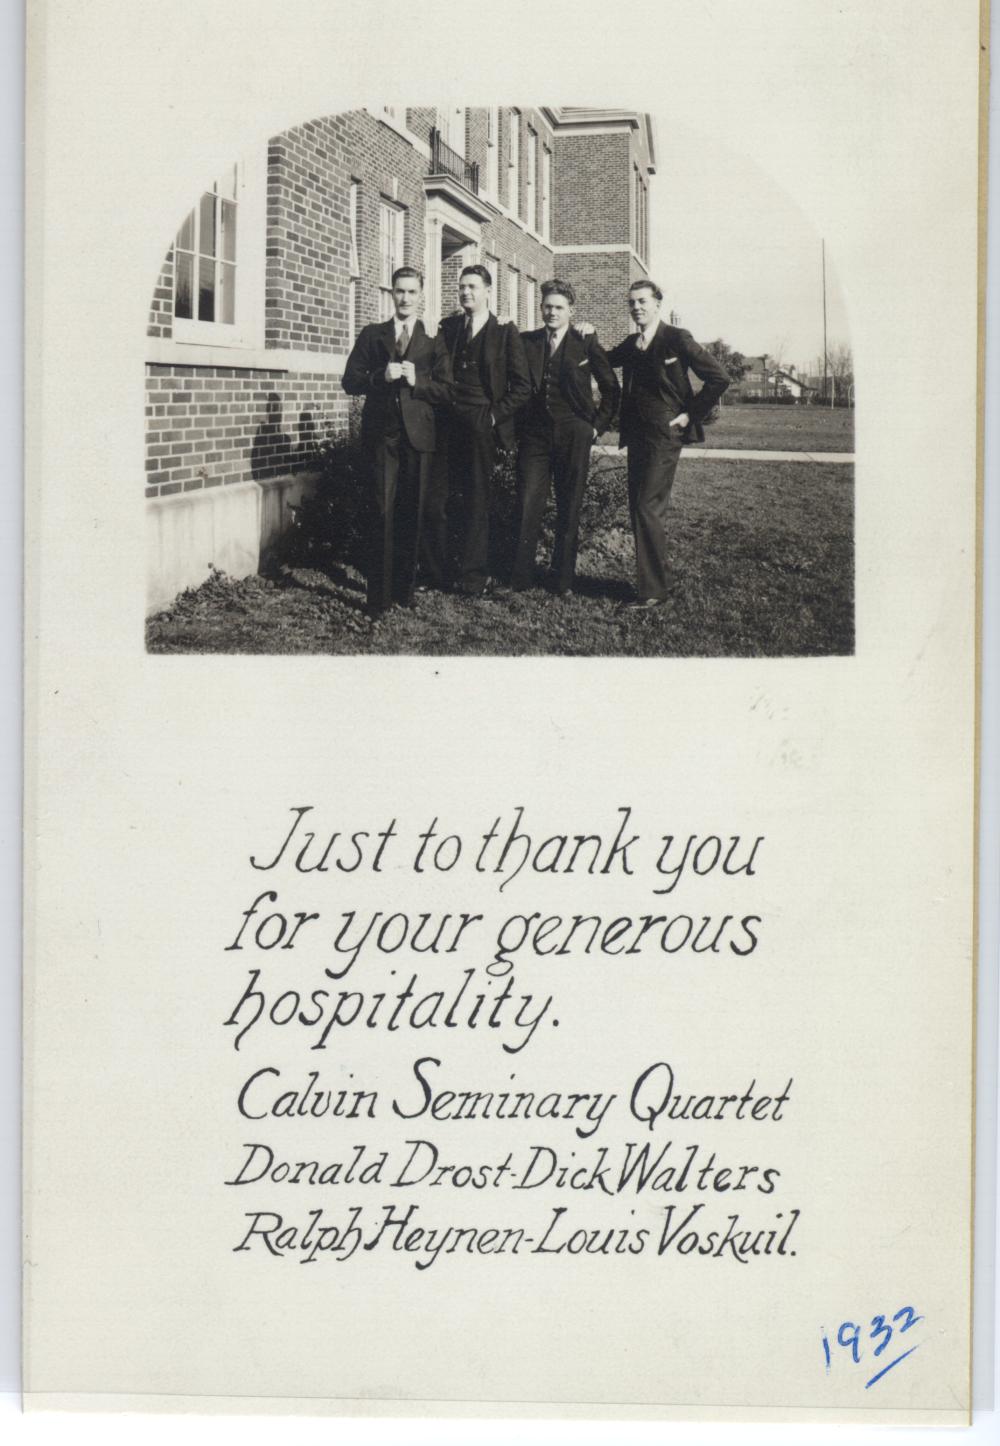 Just to thank you
for your generous
hospitality.
Calvin Seminary Quartet
Donald Drost-Dick Walters
Ralph Heynen-Louis Voskuil.
1932